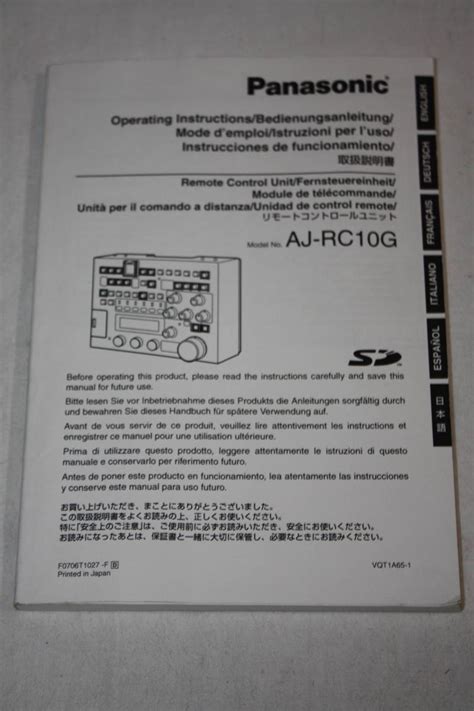 Panasonic
Operating Instructions/Bedienungsanleitung/
Mode d'emploi/Istruzioni per l'uso/
Instrucciones de funcionamiento/
取扱説明書
Remote Control Unit/Fernsteuereinheit/
Module de télécommande/
Unità per il comando a distanza/Unidad de control remote/
リモートコントロールユニット
Model No. AJ-RC10G
SD
Before operating this product, please read the instructions carefully and save this
manual for future use.
Bitte lesen Sie vor Inbetriebnahme dieses Produkts die Anleitungen sorgfältig durch
und bewahren Sie dieses Handbuch für spätere Verwendung auf.
Avant de vous servir de ce produit, veuillez lire attentivement les instructions et
enregistrer ce manuel pour une utilisation ultérieure.
Prima di utilizzare questo prodotto, leggere attentamente le istruzioni di questo
manuale e conservarlo per riferimento futuro.
Antes de poner este producto en funcionamiento, lea atentamente las instrucciones
y conserve este manual para uso futuro.
お買い上げいただき、まことにありがとうございました。
この取扱説明書をよくお読みの上、正しくお使いください。
特に「安全上のご注意」は、ご使用前に必ずお読みいただき、安全にお使いください。
お読みになったあとは、保証書と一緒に大切に保管し、必要なときにお読みください。
F0706T1027 -F D
Printed in Japan
VQT1A65-1
ENGLISH
DEUTSCH
FRANÇAIS
ITALIANO
ESPAÑOL
日本語